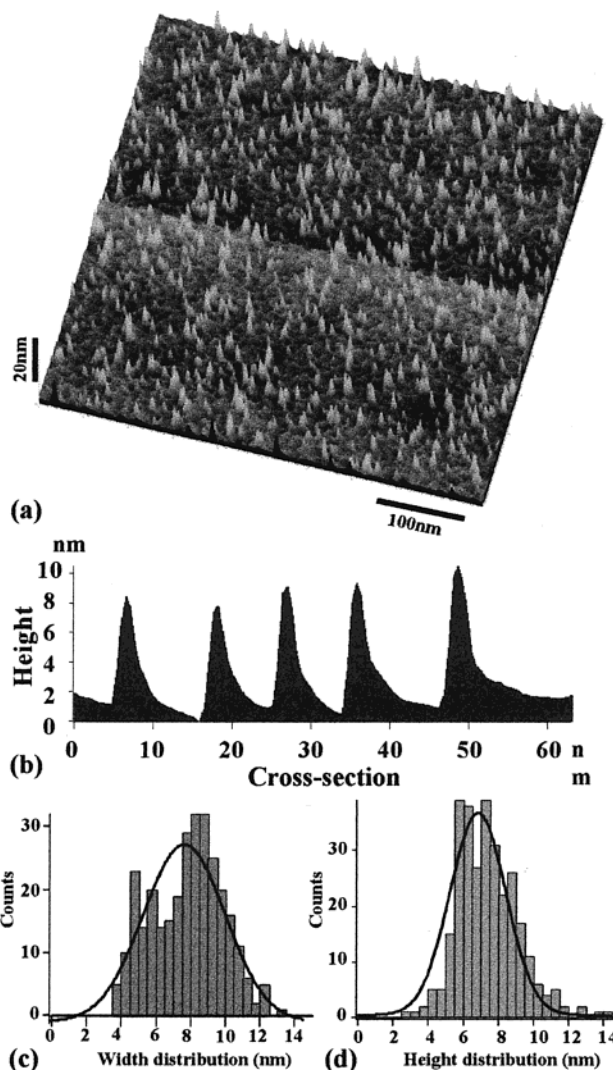 20nm
100nm
(a)
nm
10
8
6
4
2
0
Height
0 10 20 30 40 50 60 n
m
Cross-section
(b)
30
20
10
0
Counts
0 2 4 6 8 10 12 14
Width distribution (nm)
(c)
30
20
10
0
Counts
0 2 4 6 8 10 12 14
Height distribution (nm)
(d)